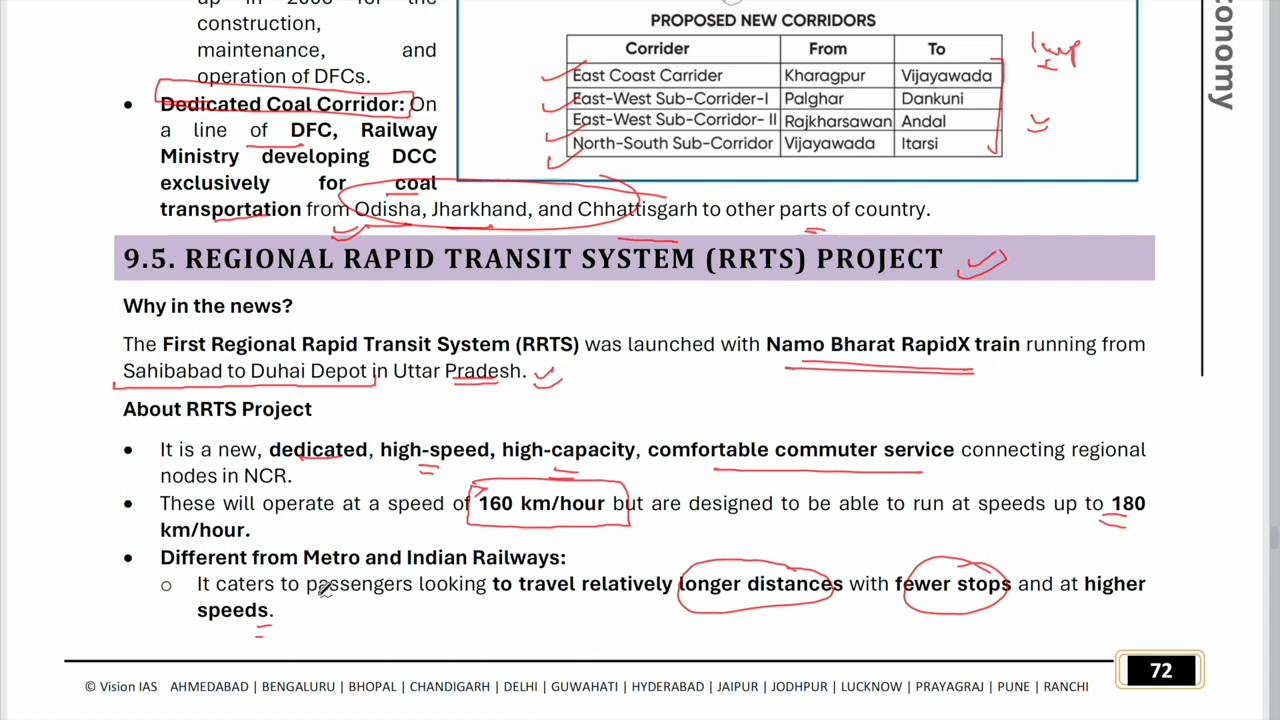 up in 2006 for the
construction,
maintenance, and
operation of DFCs.
• Dedicated Coal Corridor: On
a line of DFC, Railway
Ministry developing DCC
exclusively for coal
transportation from Odisha, Jharkhand, and Chhattisgarh to other parts of country.
PROPOSED NEW CORRIDORS
Corrider From To
East Coast Carrider Kharagpur Vijayawada
East-West Sub-Corrider-I Palghar Dankuni
East-West Sub-Corridor- II Rajkharsawan Andal
North-South Sub-Corridor Vijayawada Itarsi
Imp
conomy
9.5. REGIONAL RAPID TRANSIT SYSTEM (RRTS) PROJECT
Why in the news?
The First Regional Rapid Transit System (RRTS) was launched with Namo Bharat RapidX train running from
Sahibabad to Duhai Depot in Uttar Pradesh.
About RRTS Project
• It is a new, dedicated, high-speed, high-capacity, comfortable commuter service connecting regional
nodes in NCR.
• These will operate at a speed of 160 km/hour but are designed to be able to run at speeds up to 180
km/hour.
• Different from Metro and Indian Railways:
o It caters to passengers looking to travel relatively longer distances with fewer stops and at higher
speeds.
72
© Vision IAS AHMEDABAD | BENGALURU | BHOPAL | CHANDIGARH | DELHI | GUWAHATI | HYDERABAD | JAIPUR | JODHPUR | LUCKNOW | PRAYAGRAJ | PUNE | RANCHI